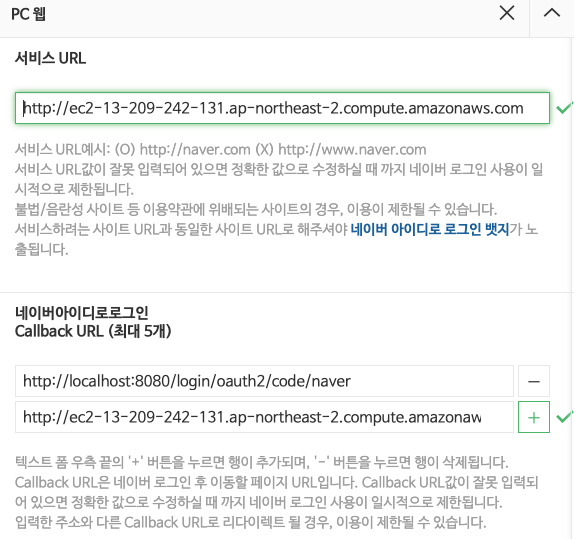 PC 웹
서비스 URL
http://ec2-13-209-242-131.ap-northeast-2.compute.amazonaws.com
서비스 URL예시: (O) http://naver.com (X) http://www.naver.com
서비스 URL값이 잘못 입력되어 있으면 정확한 값으로 수정하실 때 까지 네이버 로그인 사용이 일
시적으로 제한됩니다.
불법/음란성 사이트 등 이용약관에 위배되는 사이트의 경우, 이용이 제한될 수 있습니다.
서비스하려는 사이트 URL과 동일한 사이트 URL로 해주셔야 네이버 아이디로 로그인 뱃지가 노
출됩니다.
네이버아이디로로그인
Callback URL (최대 5개)
http://localhost:8080/login/oauth2/code/naver
http://ec2-13-209-242-131.ap-northeast-2.compute.amazonaw
텍스트 폼 우측 끝의 '+' 버튼을 누르면 행이 추가되며, '-' 버튼을 누르면 행이 삭제됩니다.
Callback URL은 네이버 로그인 후 이동할 페이지 URL입니다. Callback URL값이 잘못 입력되
어 있으면 정확한 값으로 수정하실 때 까지 네이버 로그인 사용이 일시적으로 제한됩니다.
입력한 주소와 다른 Callback URL로 리다이렉트 될 경우, 이용이 제한될 수 있습니다.